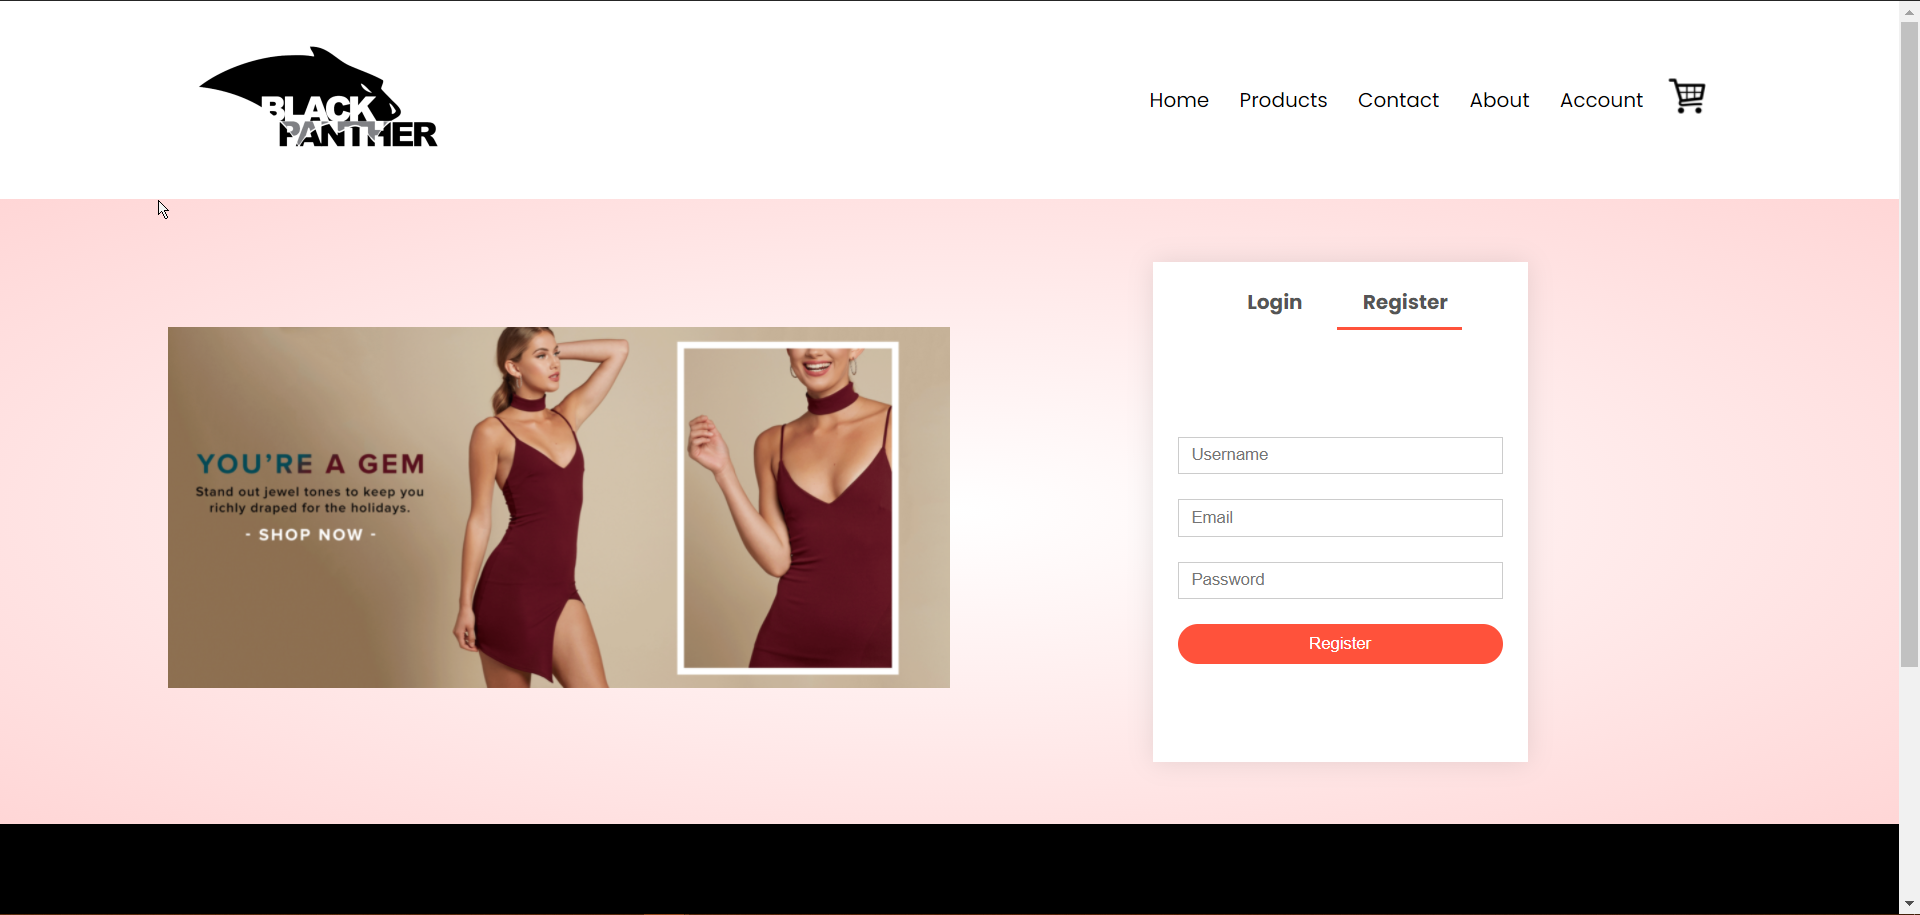 BLACK
PANTHER
Home Products Contact About Account
Login Register
YOU'RE A GEM
Stand out jewel tones to keep you
richly draped for the holidays.
- SHOP NOW -
Username
Email
Password
Register